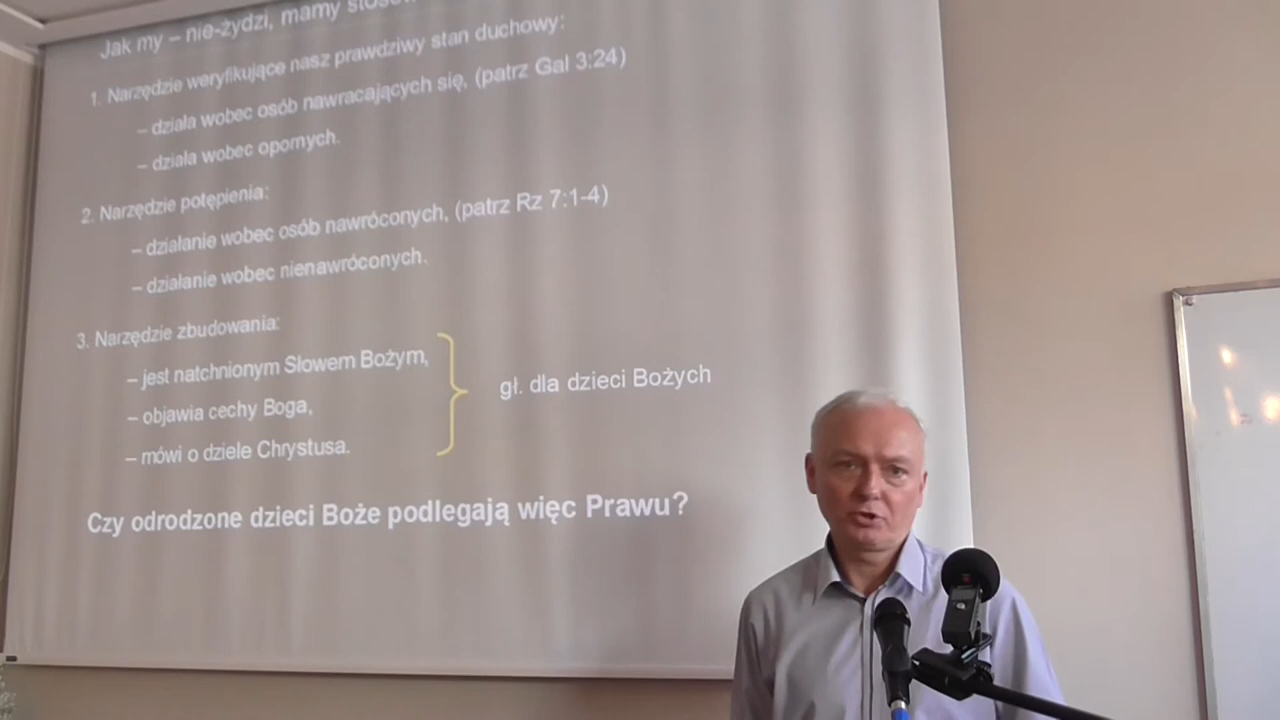 Jak my – nie-żydzi, mamy
1. Narzędzie weryfikujące nasz prawdziwy stan duchowy:
– działa wobec osób nawracających się, (patrz Gal 3:24)
– działa wobec opornych.
2. Narzędzie potępienia:
– działanie wobec osób nawróconych, (patrz Rz 7:1-4)
– działanie wobec nienawróconych.
3. Narzędzie zbudowania:
– jest natchnionym Słowem Bożym,
– objawia cechy Boga,
– mówi o dziele Chrystusa.
gł. dla dzieci Bożych
Czy odrodzone dzieci Boże podlegają więc Prawu?